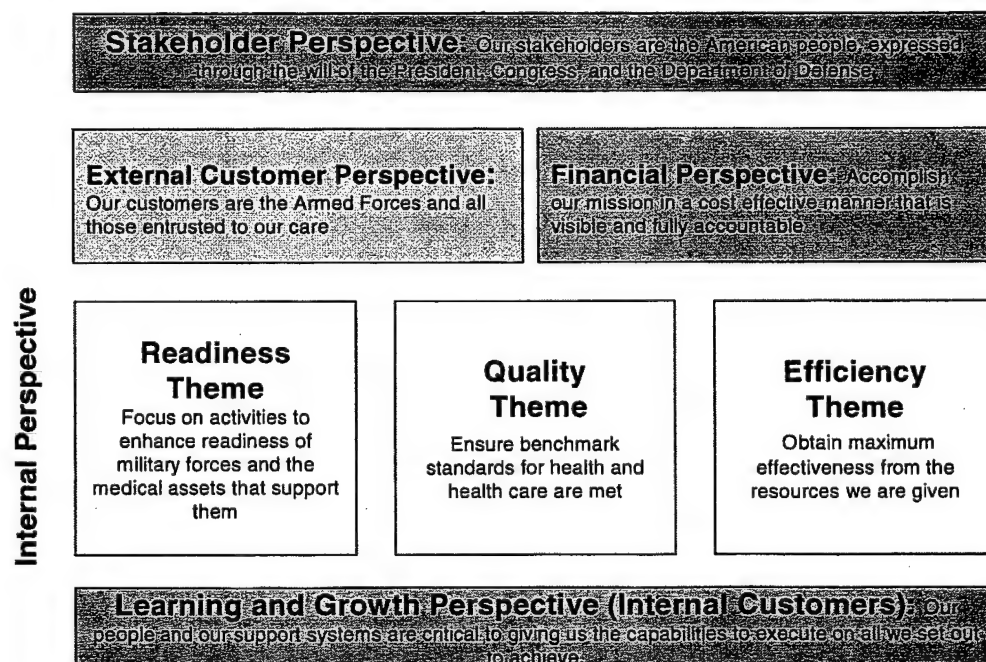 Stakeholder Perspective: Our stakeholders are the American people, expressed
through the will of the President, Congress, and the Department of Defense.
External Customer Perspective:
Our customers are the Armed Forces and all
those entrusted to our care
Financial Perspective: Accomplish
our mission in a cost effective manner that is
visible and fully accountable
Internal Perspective
Readiness
Theme
Focus on activities to
enhance readiness of
military forces and the
medical assets that support
them
Quality
Theme
Ensure benchmark
standards for health and
health care are met
Efficiency
Theme
Obtain maximum
effectiveness from the
resources we are given
Learning and Growth Perspective (Internal Customers): Our
people and our support systems are critical to giving us the capabilities to execute on all we set out
to achieve.